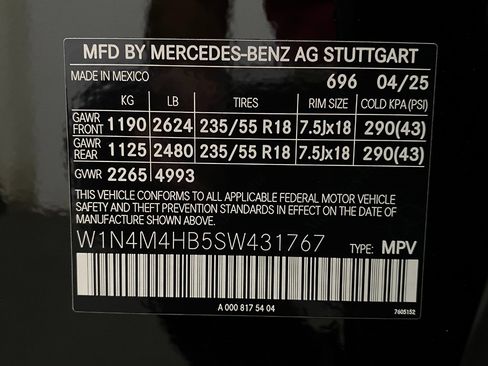 MFD BY MERCEDES-BENZ AG STUTTGART
MADE IN MEXICO 696 04/25
KG LB TIRES RIM SIZE COLD KPA (PSI)
GAWR FRONT 1190 2624 235/55 R18 7.5Jx18 290(43)
GAWR REAR 1125 2480 235/55 R18 7.5Jx18 290(43)
GVWR 2265 4993
THIS VEHICLE CONFORMS TO ALL APPLICABLE FEDERAL MOTOR VEHICLE
SAFETY AND THEFT PREVENTION STANDARDS IN EFFECT ON THE DATE OF
MANUFACTURE SHOWN ABOVE.
W1N4M4HB5SW431767 TYPE: MPV
A 000 817 54 04
7605152